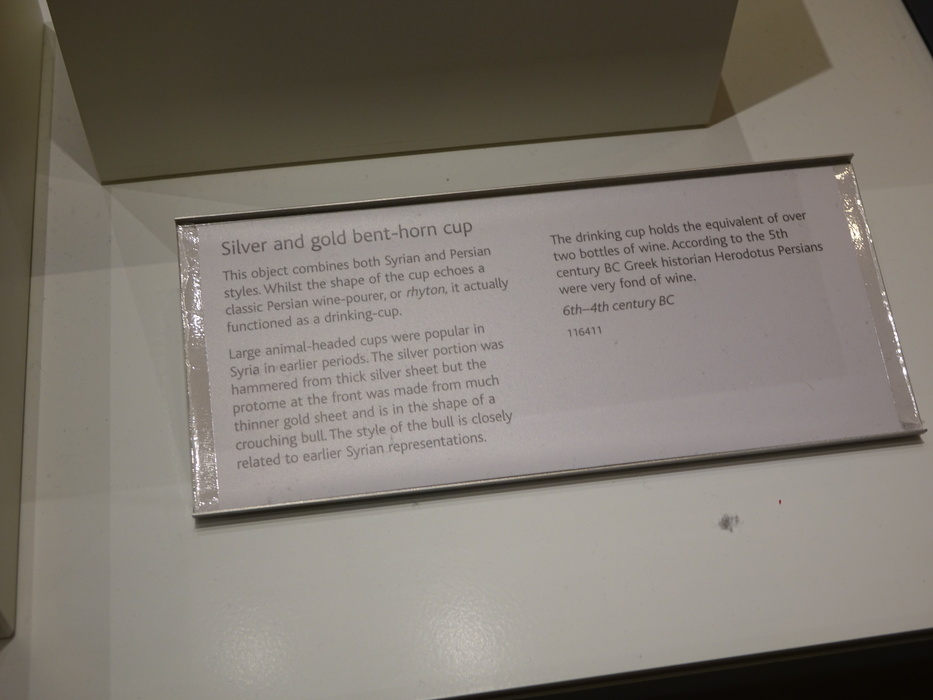 Silver and gold bent-horn cup
This object combines both Syrian and Persian
styles. Whilst the shape of the cup echoes a
classic Persian wine-pourer, or rhyton, it actually
functioned as a drinking-cup.
Large animal-headed cups were popular in
Syria in earlier periods. The silver portion was
hammered from thick silver sheet but the
protome at the front was made from much
thinner gold sheet and is in the shape of a
crouching bull. The style of the bull is closely
related to earlier Syrian representations.
The drinking cup holds the equivalent of over
two bottles of wine. According to the 5th
century BC Greek historian Herodotus Persians
were very fond of wine.
6th–4th century BC
116411